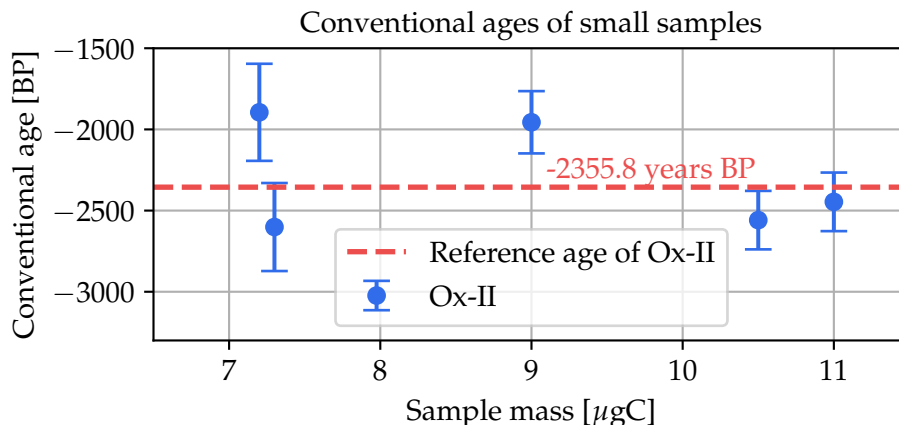 Conventional ages of small samples
Conventional age [BP]
−1500
−2000
−2500
−3000
-2355.8 years BP
Reference age of Ox-II
Ox-II
7
8
9
10
11
Sample mass [μgC]